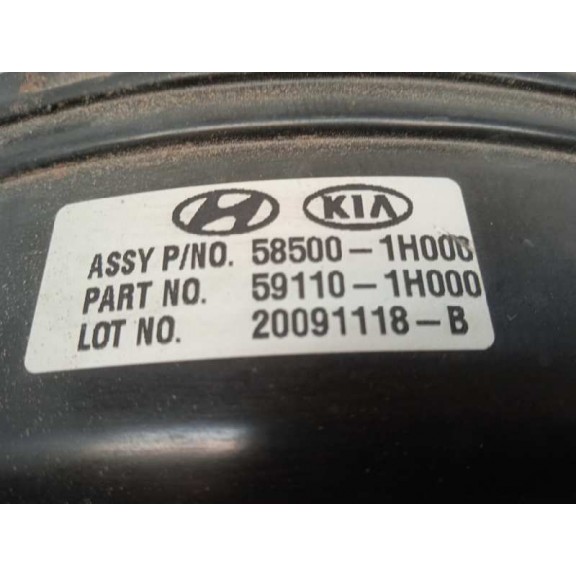 H KIA
ASSY P/NO. 58500-1H000
PART NO. 59110-1H000
LOT NO. 20091118-B